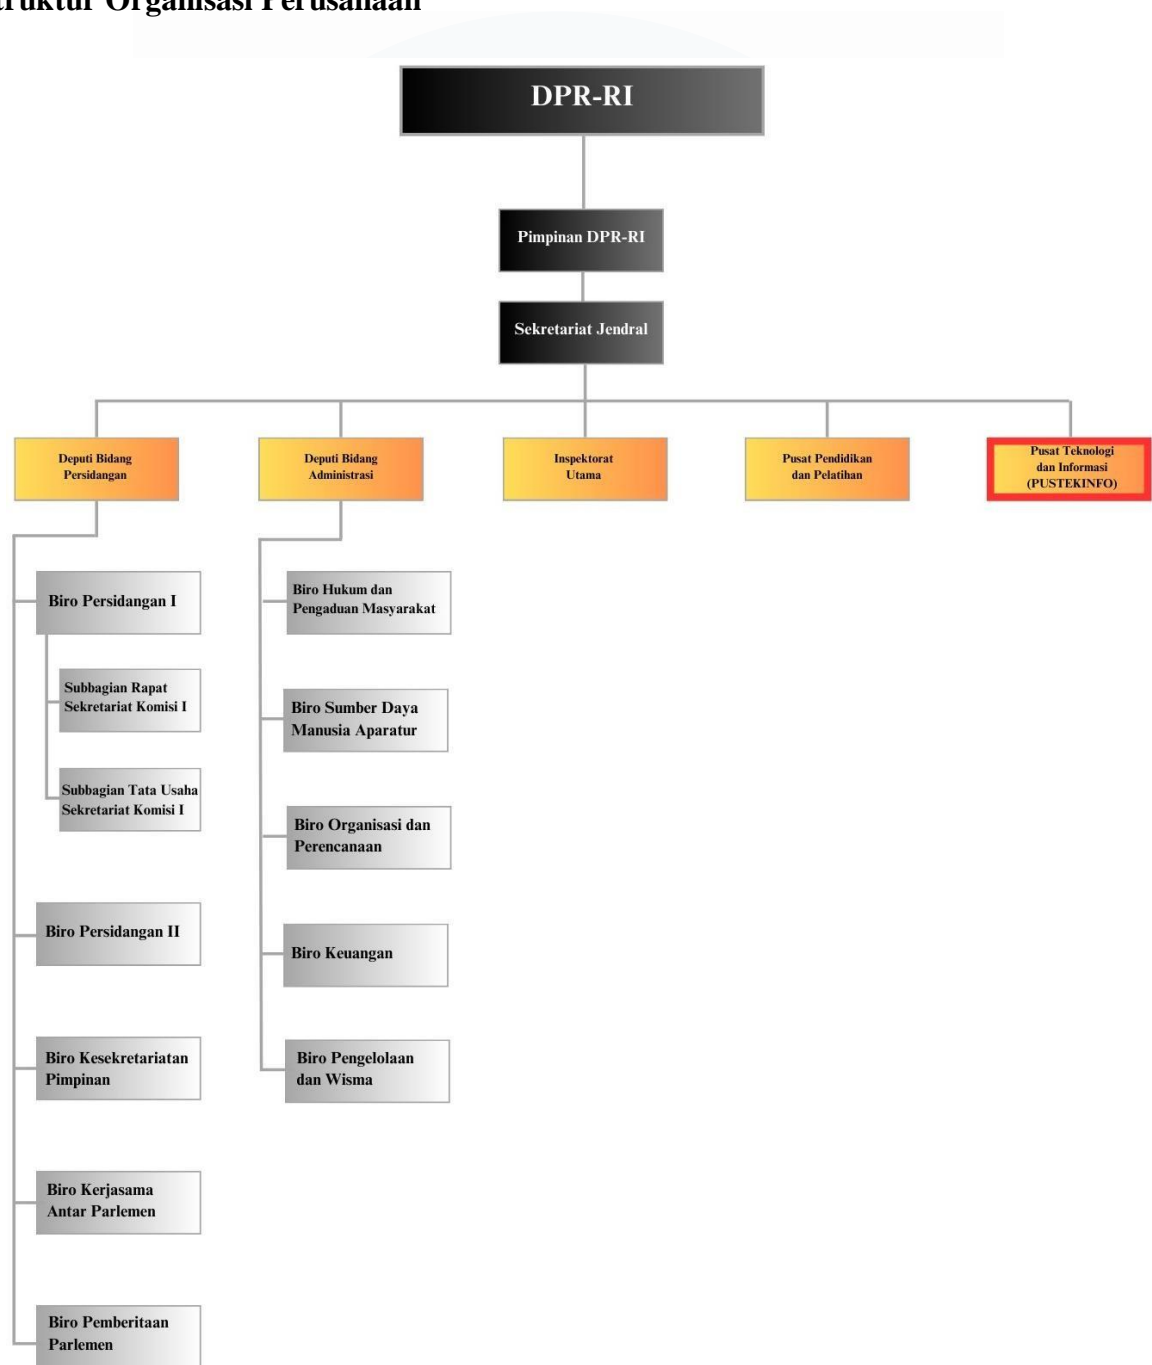 truktur Organisasi Perusahaan
DPR-RI
Pimpinan DPR-RI
Sekretariat Jendral
Deputi Bidang
Persidangan
Deputi Bidang
Administrasi
Inspektorat
Utama
Pusat Pendidikan
dan Pelatihan
Pusat Teknologi
dan Informasi
(PUSTEKINFO)
Biro Persidangan I
Subbagian Rapat
Sekretariat Komisi I
Subbagian Tata Usaha
Sekretariat Komisi I
Biro Persidangan II
Biro Kesekretariatan
Pimpinan
Biro Kerjasama
Antar Parlemen
Biro Pemberitaan
Parlemen
Biro Hukum dan
Pengaduan Masyarakat
Biro Sumber Daya
Manusia Aparatur
Biro Organisasi dan
Perencanaan
Biro Keuangan
Biro Pengelolaan
dan Wisma